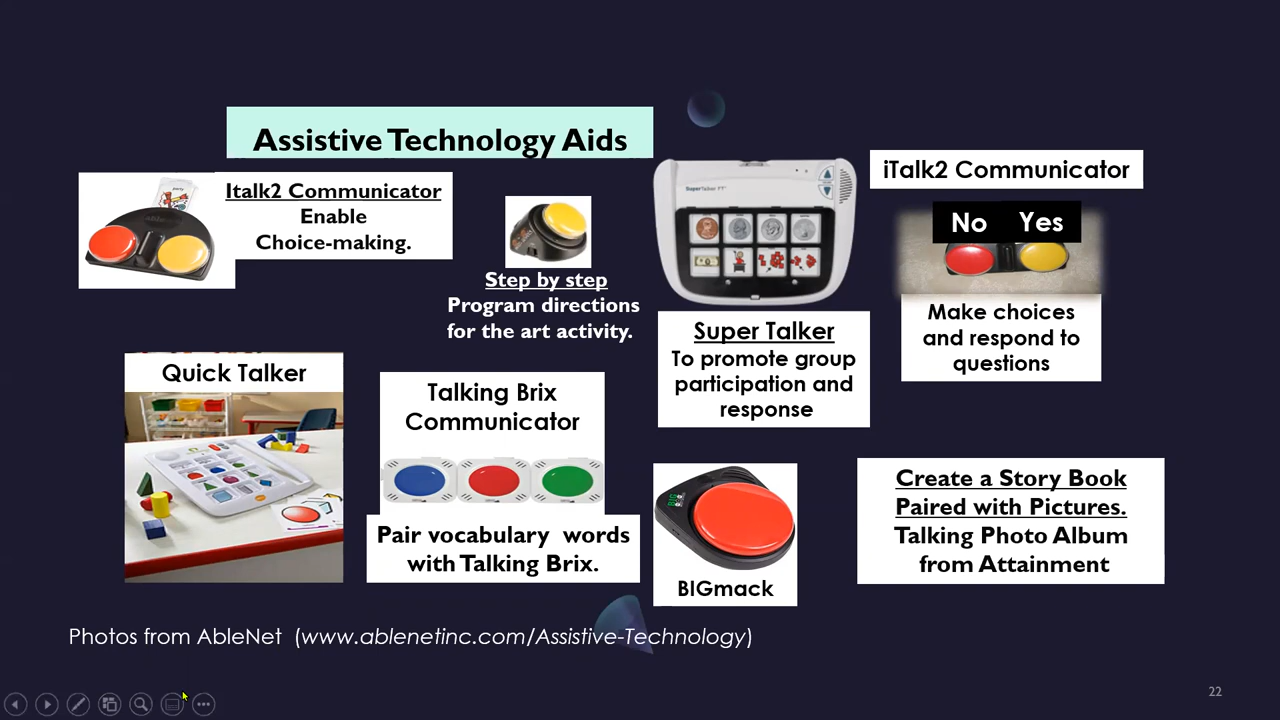 Assistive Technology Aids
Italk2 Communicator
Enable
Choice-making.
party
Step by step
Program directions
for the art activity.
SuperTalker FT
Super Talker
To promote group
participation and
response
iTalk2 Communicator
No Yes
Make choices
and respond to
questions
Quick Talker
Talking Brix
Communicator
Pair vocabulary words
with Talking Brix.
BIGmack
Create a Story Book
Paired with Pictures.
Talking Photo Album
from Attainment
Photos from AbleNet (www.ablenetinc.com/Assistive-Technology)
22